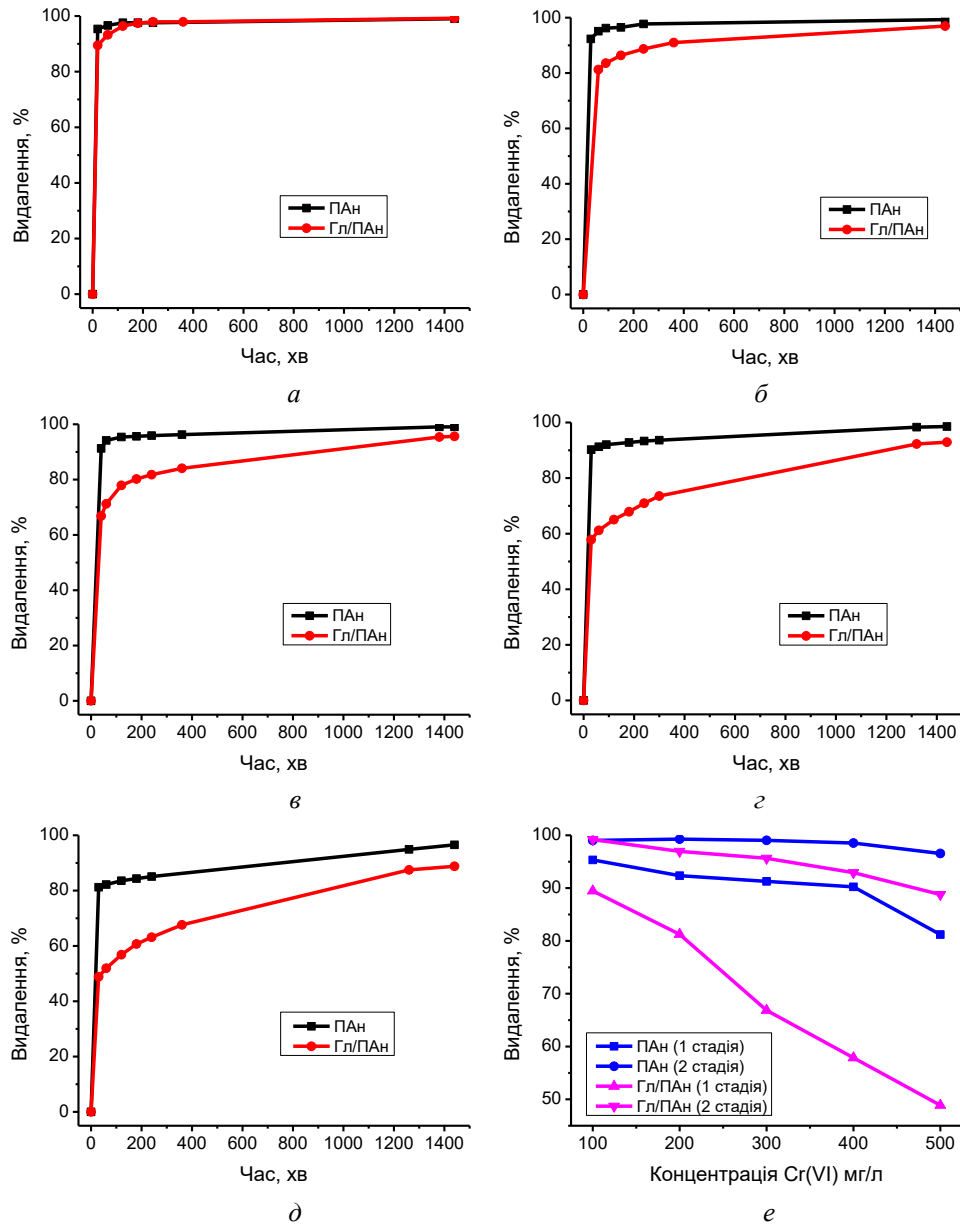 100
80
60
40
20
0
Видалення, %
ПАн
Гл/ПАн
0 200 400 600 800 1000 1200 1400
Час, хв
а
100
80
60
40
20
0
Видалення, %
ПАн
Гл/ПАн
0 200 400 600 800 1000 1200 1400
Час, хв
б
100
80
60
40
20
0
Видалення, %
ПАн
Гл/ПАн
0 200 400 600 800 1000 1200 1400
Час, хв
в
100
80
60
40
20
0
Видалення, %
ПАн
Гл/ПАн
0 200 400 600 800 1000 1200 1400
Час, хв
г
100
80
60
40
20
0
Видалення, %
ПАн
Гл/ПАн
0 200 400 600 800 1000 1200 1400
Час, хв
д
100
90
80
70
60
50
Видалення, %
ПАн (1 стадія)
ПАн (2 стадія)
Гл/ПАн (1 стадія)
Гл/ПАн (2 стадія)
100 200 300 400 500
Концентрація Cr(VI) мг/л
е